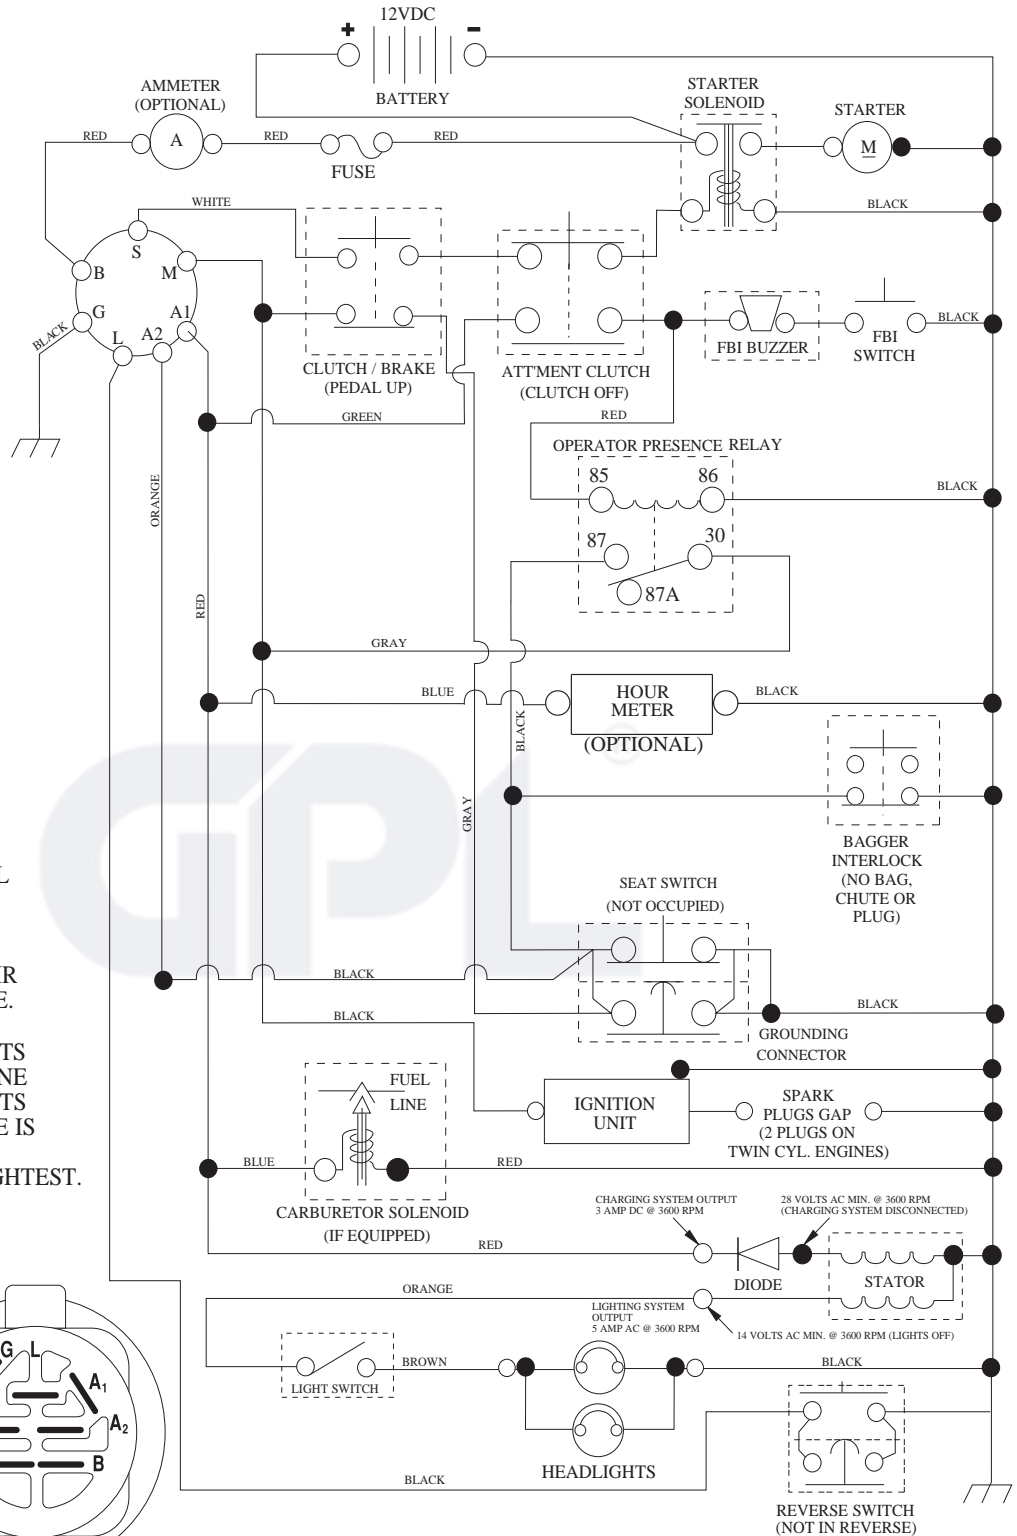 12VDC
+
-
BATTERY
AMMETER
(OPTIONAL)
RED
A
RED
FUSE
RED
STARTER
SOLENOID
STARTER
M
BLACK
WHITE
S
B
M
G
A1
L
A2
BLACK
CLUTCH / BRAKE
(PEDAL UP)
ATT'MENT CLUTCH
(CLUTCH OFF)
FBI BUZZER
FBI
SWITCH
BLACK
GREEN
RED
OPERATOR PRESENCE RELAY
85
86
87
30
87A
BLACK
ORANGE
RED
GRAY
BLUE
HOUR
METER
(OPTIONAL)
BLACK
BLACK
GRAY
BAGGER
INTERLOCK
(NO BAG,
CHUTE OR
PLUG)
GPL
®
L
SEAT SWITCH
(NOT OCCUPIED)
IR
E.
BLACK
BLACK
BLACK
GROUNDING
CONNECTOR
TS
NE
TS
E IS
GHTEST.
FUEL
LINE
IGNITION
UNIT
SPARK
PLUGS GAP
(2 PLUGS ON
TWIN CYL. ENGINES)
BLUE
RED
CARBURETOR SOLENOID
(IF EQUIPPED)
CHARGING SYSTEM OUTPUT
3 AMP DC @ 3600 RPM
28 VOLTS AC MIN. @ 3600 RPM
(CHARGING SYSTEM DISCONNECTED)
RED
DIODE
STATOR
ORANGE
LIGHTING SYSTEM
OUTPUT
5 AMP AC @ 3600 RPM
14 VOLTS AC MIN. @ 3600 RPM (LIGHTS OFF)
LIGHT SWITCH
BROWN
BLACK
HEADLIGHTS
BLACK
REVERSE SWITCH
(NOT IN REVERSE)
G
L
A1
A2
B